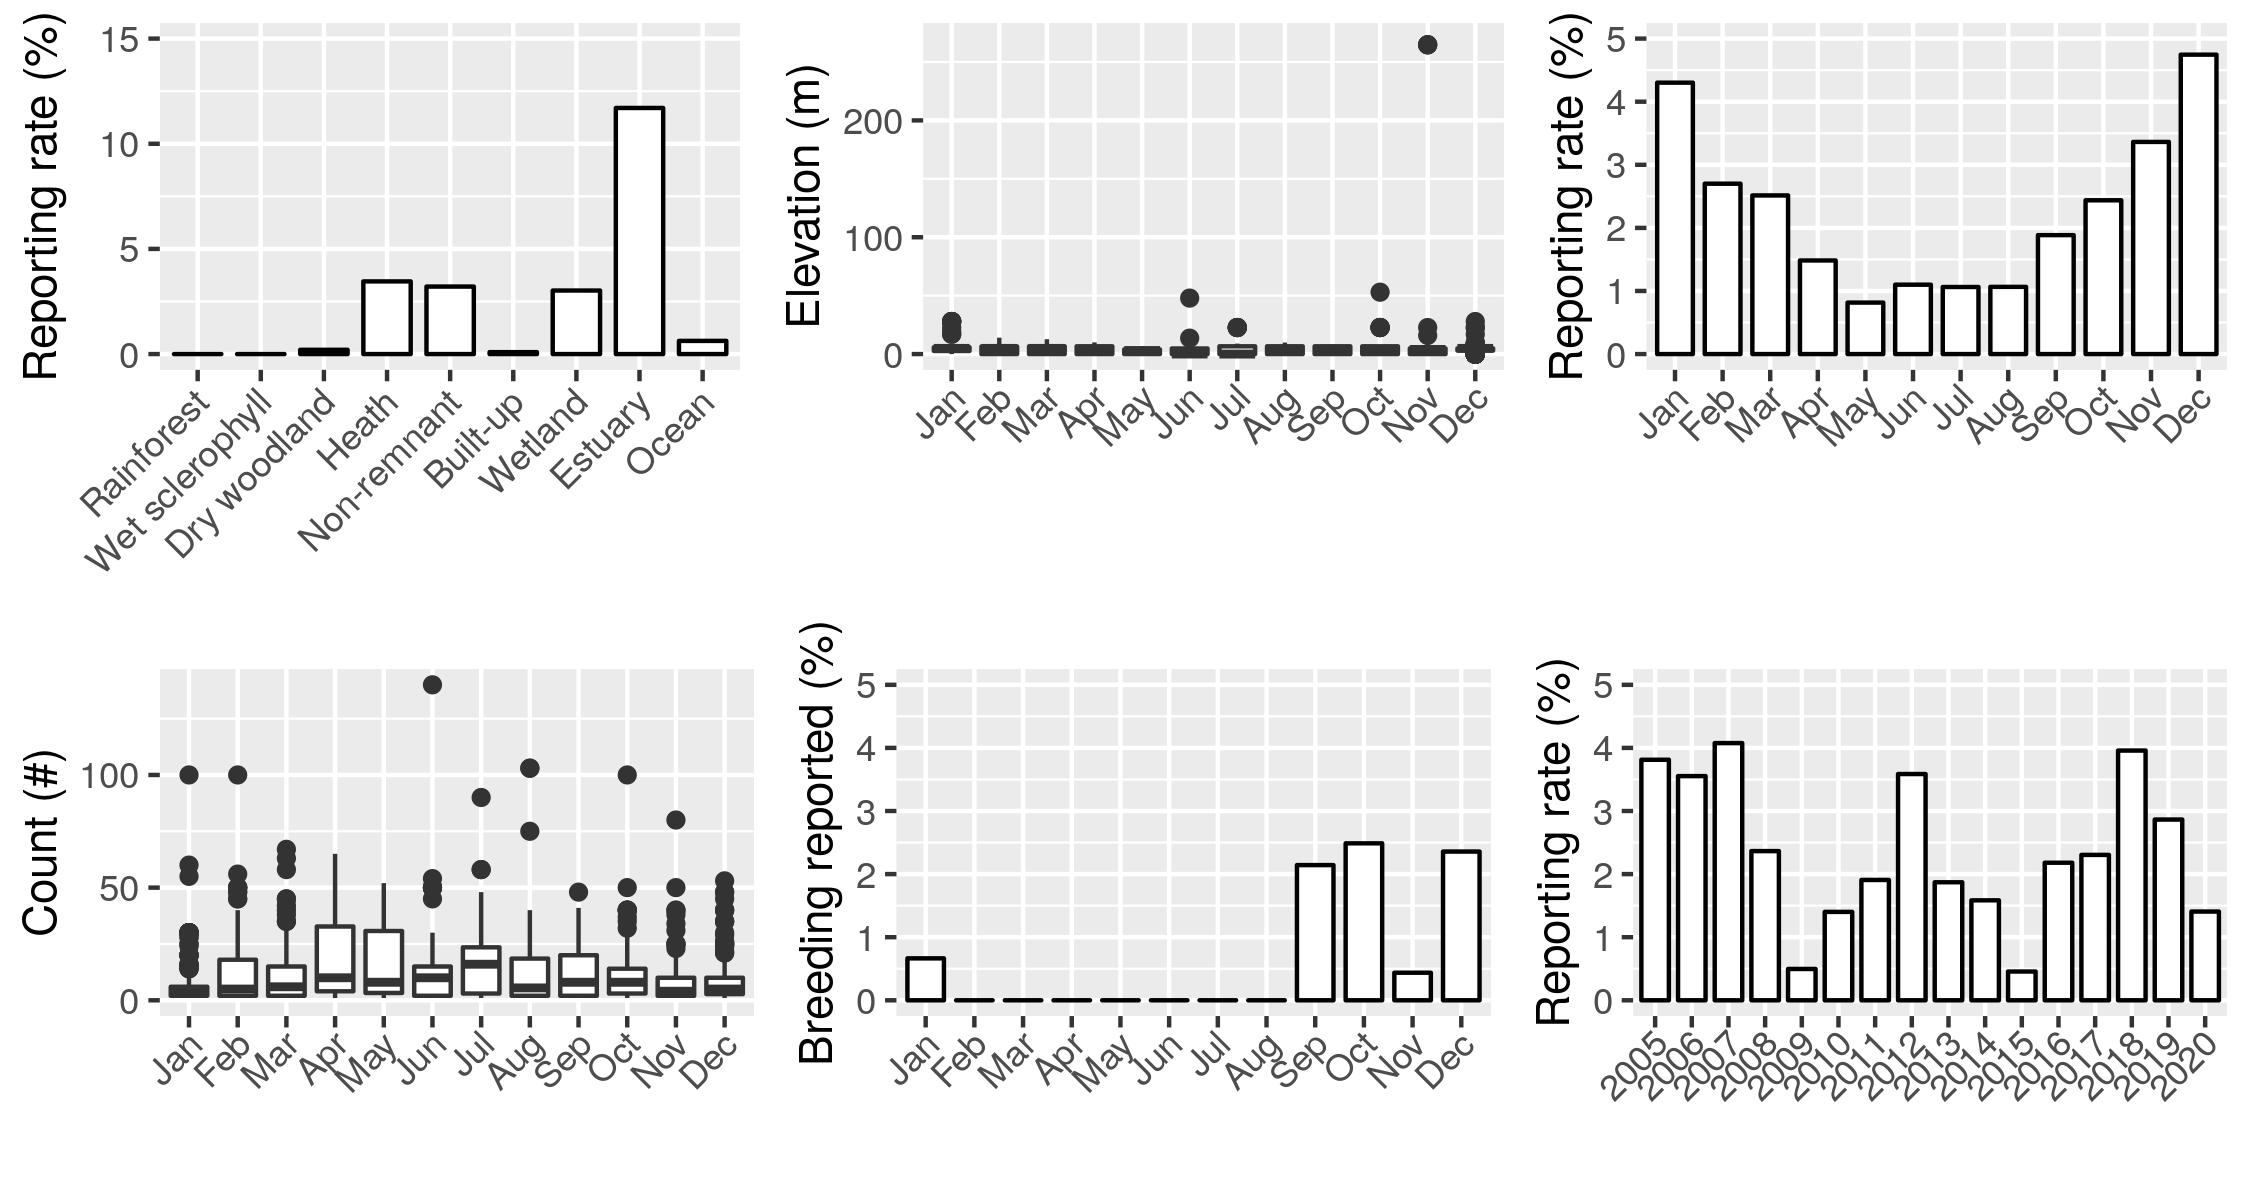 Reporting rate (%)
15
10
5
0
Rainforest
Wet sclerophyll
Dry woodland
Heath
Non-remnant
Built-up
Wetland
Estuary
Ocean
Elevation (m)
200
100
0
Jan
Feb
Mar
Apr
May
Jun
Jul
Aug
Sep
Oct
Nov
Dec
Reporting rate (%)
5
4
3
2
1
0
Jan
Feb
Mar
Apr
May
Jun
Jul
Aug
Sep
Oct
Nov
Dec
Count (#)
100
50
0
Jan
Feb
Mar
Apr
May
Jun
Jul
Aug
Sep
Oct
Nov
Dec
Breeding reported (%)
5
4
3
2
1
0
Jan
Feb
Mar
Apr
May
Jun
Jul
Aug
Sep
Oct
Nov
Dec
Reporting rate (%)
5
4
3
2
1
0
2005
2006
2007
2008
2009
2010
2011
2012
2013
2014
2015
2016
2017
2018
2019
2020